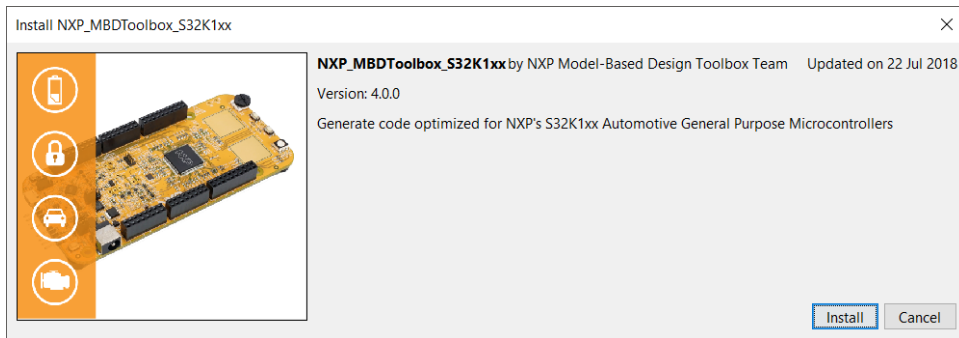 Install NXP_MBDToolbox_S32K1xx
NXP_MBDToolbox_S32K1xx by NXP Model-Based Design Toolbox Team Updated on 22 Jul 2018
Version: 4.0.0
Generate code optimized for NXP's S32K1xx Automotive General Purpose Microcontrollers
Install Cancel